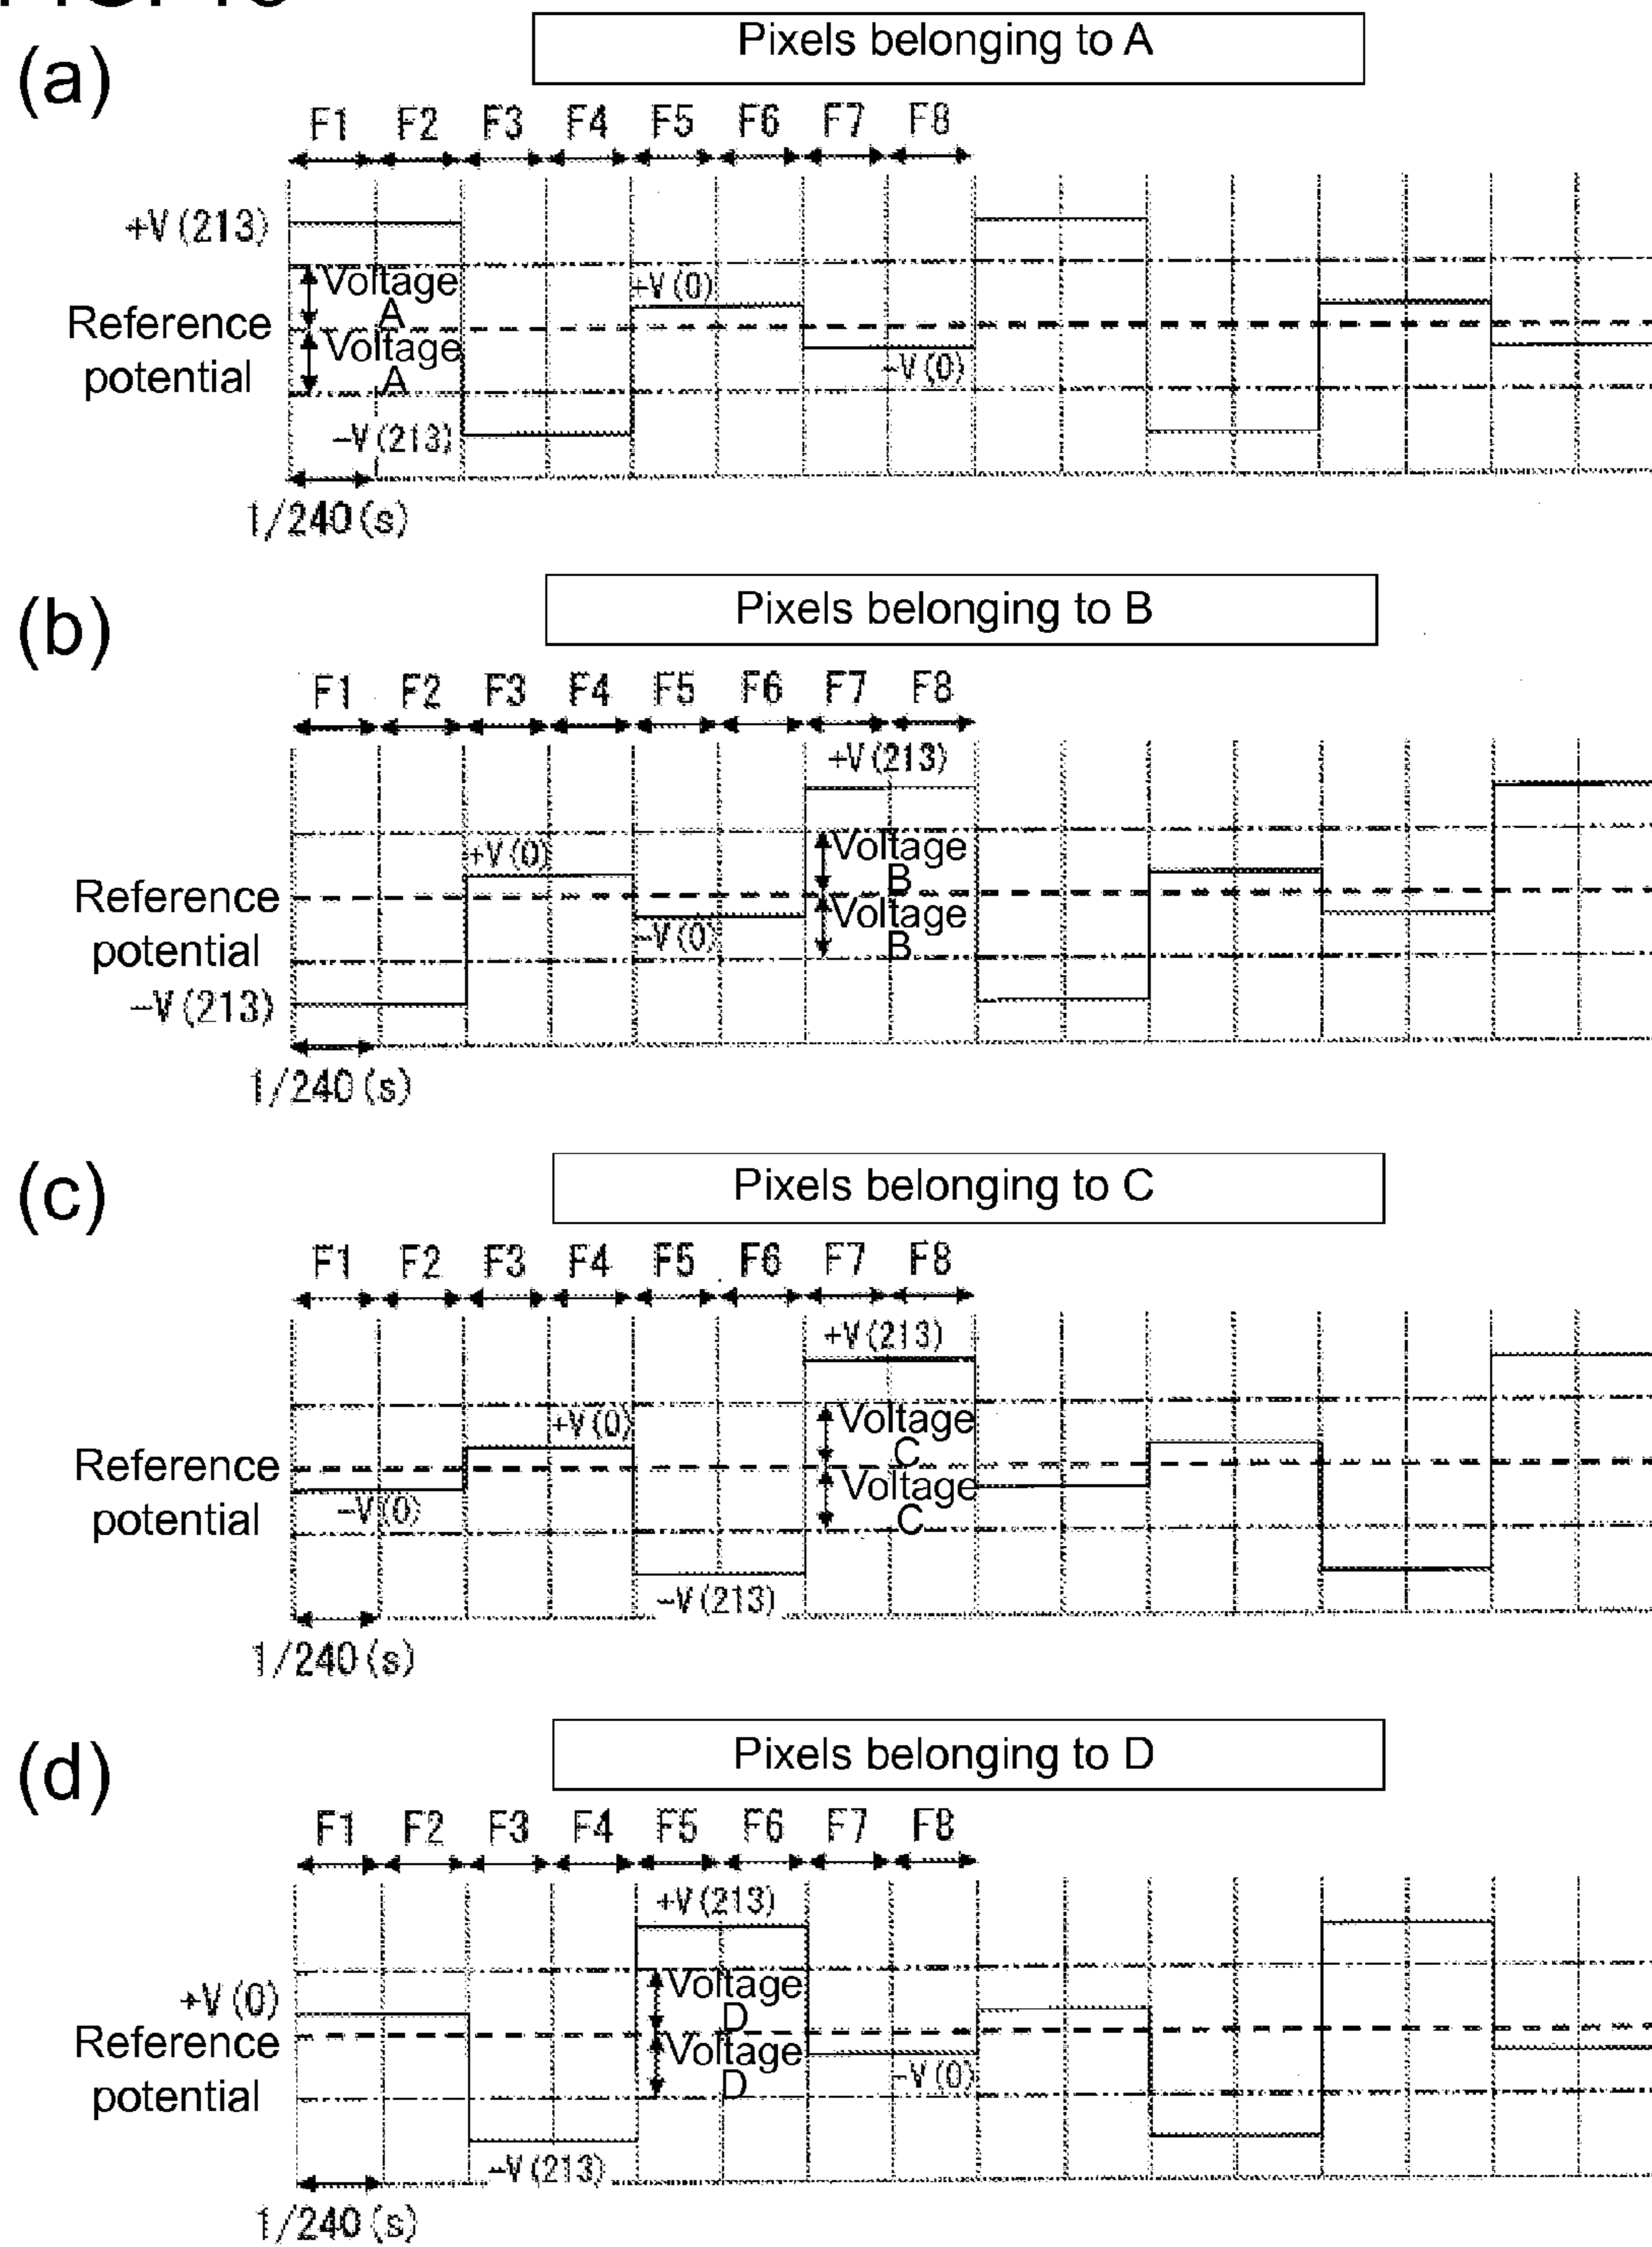 (a)
Pixels belonging to A
F1 F2 F3 F4 F5 F6 F7 F8
+V(213)
Voltage
A
+V(0)
Reference
potential
Voltage
A
-V(0)
-V(213)
1/240(s)
(b)
Pixels belonging to B
F1 F2 F3 F4 F5 F6 F7 F8
+V(213)
+V(0)
Voltage
B
Reference
potential
Voltage
B
-V(0)
-V(213)
1/240(s)
(c)
Pixels belonging to C
F1 F2 F3 F4 F5 F6 F7 F8
+V(213)
+V(0)
Voltage
C
Reference
potential
Voltage
C
-V(0)
-V(213)
1/240(s)
(d)
Pixels belonging to D
F1 F2 F3 F4 F5 F6 F7 F8
+V(213)
+V(0)
Voltage
D
Reference
potential
Voltage
D
-V(0)
-V(213)
1/240(s)